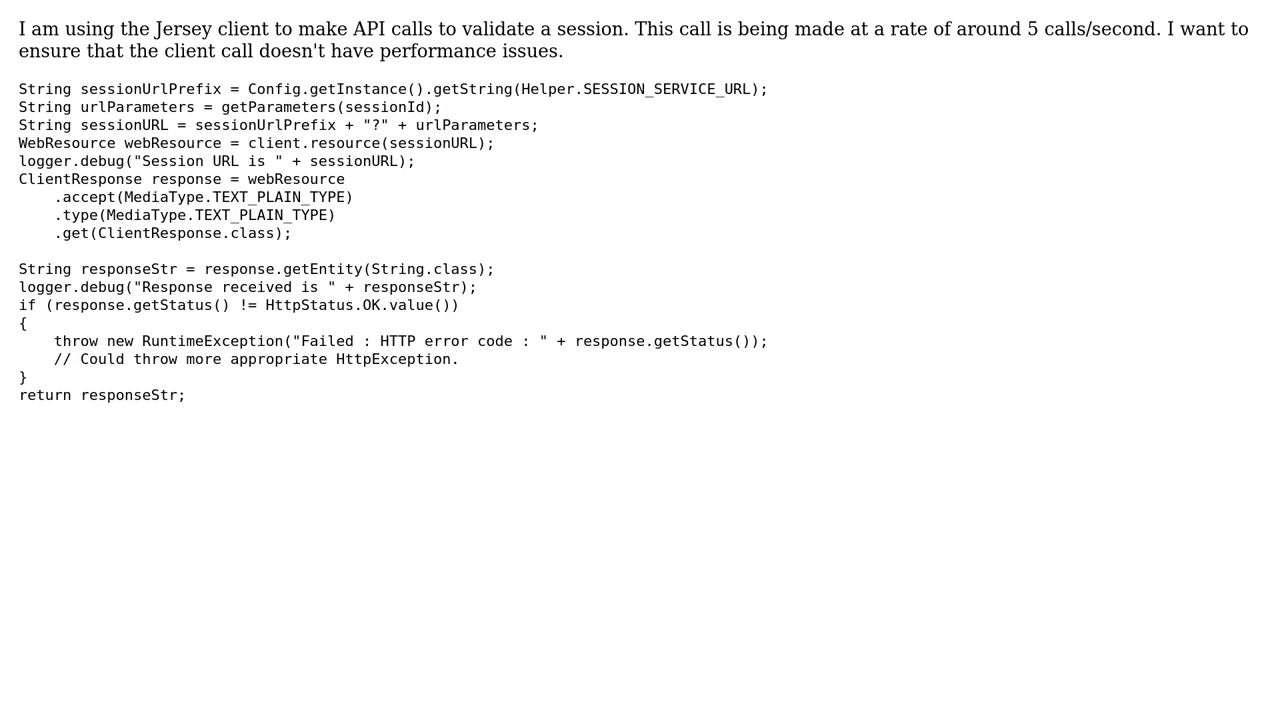 I am using the Jersey client to make API calls to validate a session. This call is being made at a rate of around 5 calls/second. I want to
ensure that the client call doesn't have performance issues.
String sessionUrlPrefix = Config.getInstance().getString(Helper.SESSION_SERVICE_URL);
String urlParameters = getParameters(sessionId);
String sessionURL = sessionUrlPrefix + "?" + urlParameters;
WebResource webResource = client.resource(sessionURL);
logger.debug("Session URL is " + sessionURL);
ClientResponse response = webResource
    .accept(MediaType.TEXT_PLAIN_TYPE)
    .type(MediaType.TEXT_PLAIN_TYPE)
    .get(ClientResponse.class);
String responseStr = response.getEntity(String.class);
logger.debug("Response received is " + responseStr);
if (response.getStatus() != HttpStatus.OK.value())
{
    throw new RuntimeException("Failed : HTTP error code : " + response.getStatus());
    // Could throw more appropriate HttpException.
}
return responseStr;